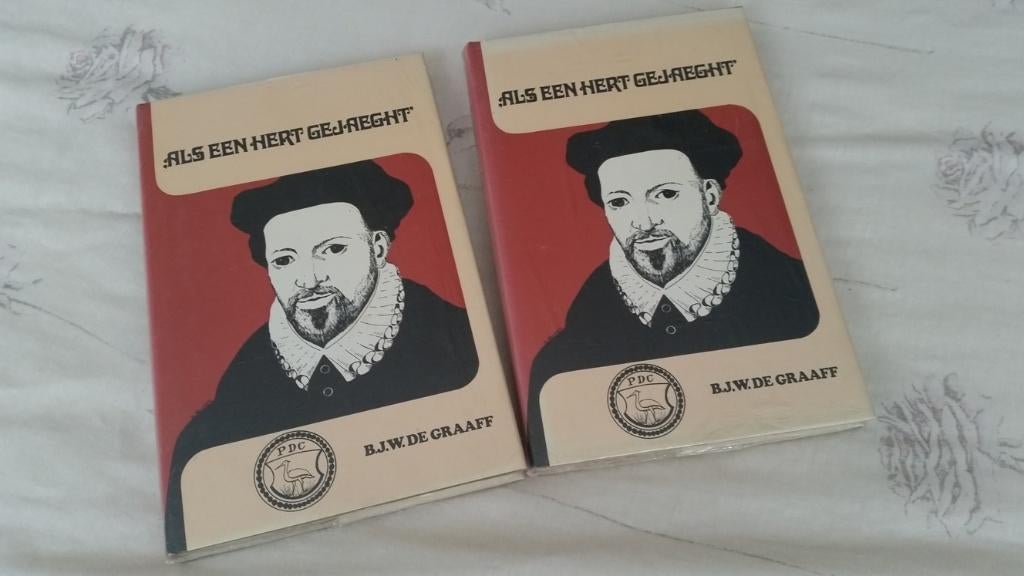 'ALS EEN HERT GEJAEGHT'
PDC
B.J.W. DE GRAAFF
'ALS EEN HERT GEJAEGHT'
PDC
B.J.W. DE GRAAFF